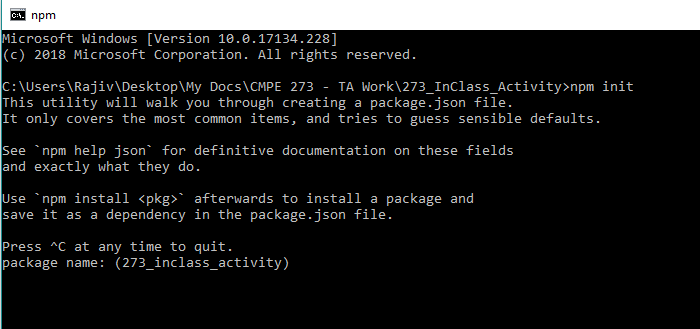 npm
Microsoft Windows [Version 10.0.17134.228]
(c) 2018 Microsoft Corporation. All rights reserved.
C:\Users\Rajiv\Desktop\My Docs\CMPE 273 - TA Work\273_InClass_Activity>npm init
This utility will walk you through creating a package.json file.
It only covers the most common items, and tries to guess sensible defaults.
See `npm help json` for definitive documentation on these fields
and exactly what they do.
Use `npm install <pkg>` afterwards to install a package and
save it as a dependency in the package.json file.
Press ^C at any time to quit.
package name: (273_inclass_activity)